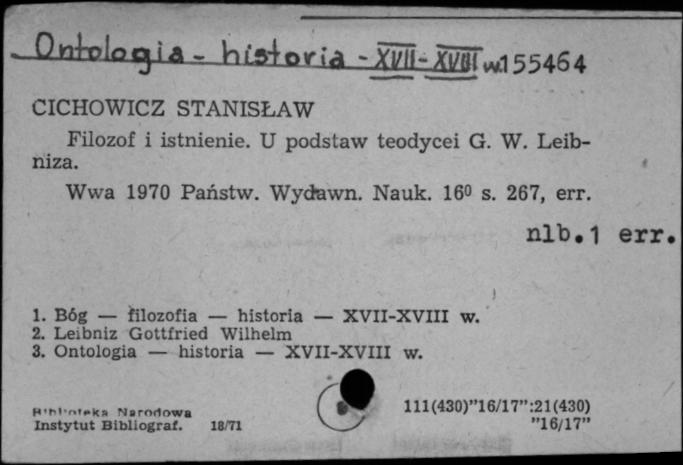 Ontologia - historia - XVII-XVIII w. 155464
CICHOWICZ STANISŁAW
Filozof i istnienie. U podstaw teodycei G. W. Leib-
niza.
Wwa 1970 Państw. Wydawn. Nauk. 16⁰ s. 267, err.
nlb.1 err.
1. Bóg — filozofia — historia — XVII-XVIII w.
2. Leibniz Gottfried Wilhelm
3. Ontologia — historia — XVII-XVIII w.
Biblioteka Narodowa
Instytut Bibliograf. 18/71
111(430)"16/17":21(430)
"16/17"